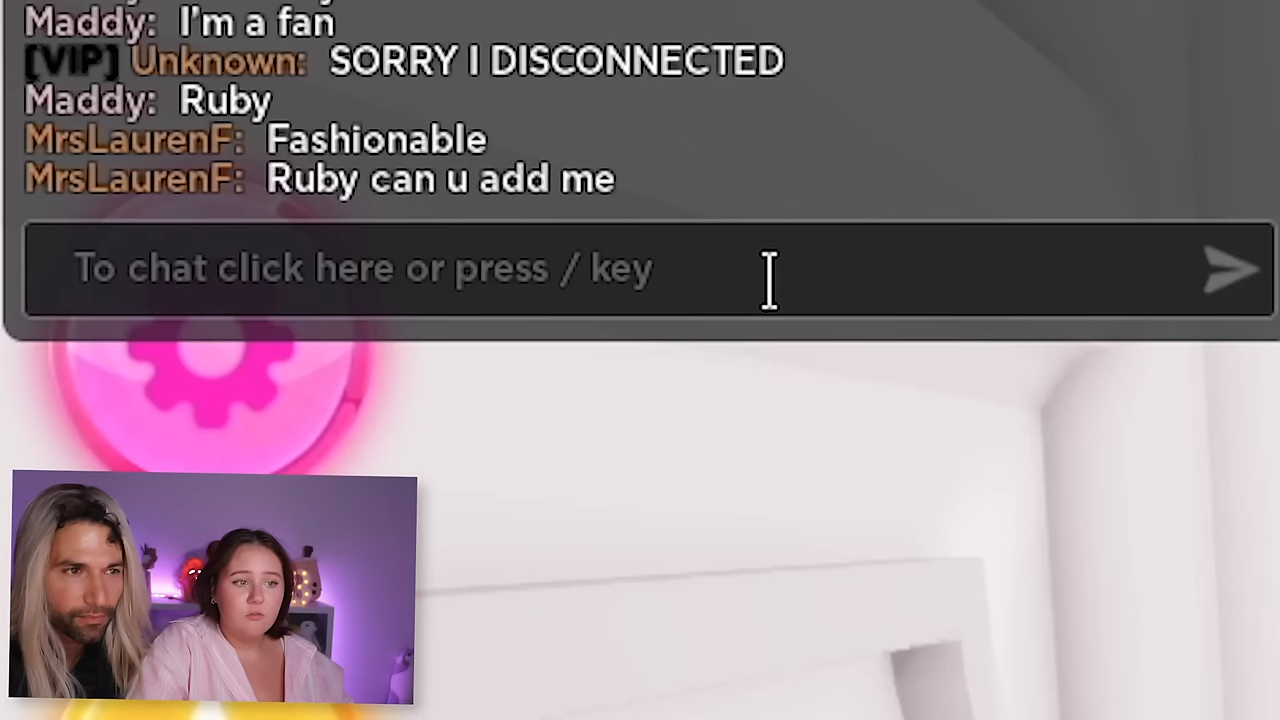 Maddy: I'm a fan
[VIP] Unknown: SORRY I DISCONNECTED
Maddy: Ruby
MrsLaurenF: Fashionable
MrsLaurenF: Ruby can u add me
To chat click here or press / key